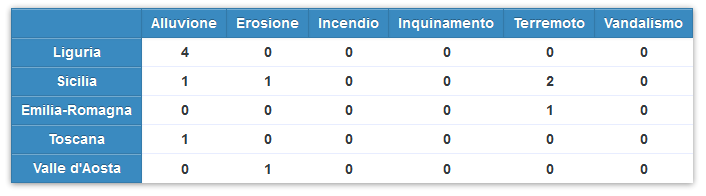 Alluvione Erosione Incendio Inquinamento Terremoto Vandalismo
Liguria 4 0 0 0 0 0
Sicilia 1 1 0 0 2 0
Emilia-Romagna 0 0 0 0 1 0
Toscana 1 0 0 0 0 0
Valle d'Aosta 0 1 0 0 0 0